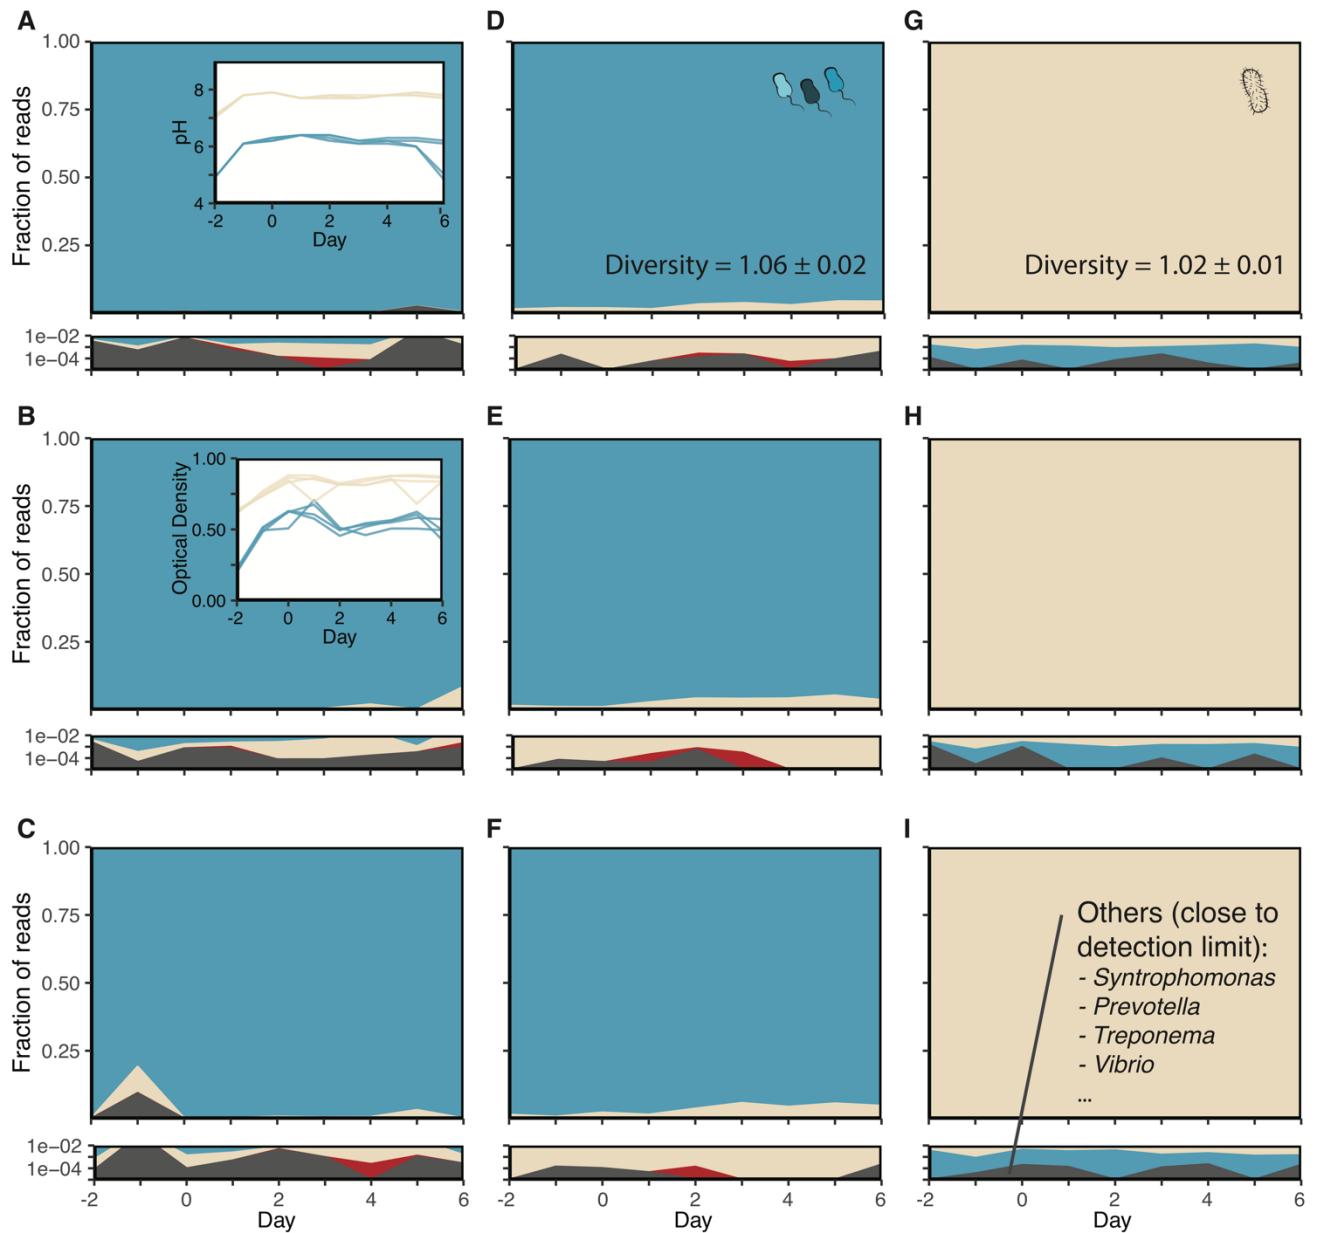 A
D
G
Fraction of reads
1.00
0.75
0.50
0.25
pH
8
6
4
-2
0
2
4
6
Day
Diversity = 1.06 ± 0.02
Diversity = 1.02 ± 0.01
1e−02
1e−04
B
E
H
Fraction of reads
1.00
0.75
0.50
0.25
Optical Density
1.00
0.50
0.00
-2
0
2
4
6
Day
1e−02
1e−04
C
F
I
Fraction of reads
1.00
0.75
0.50
0.25
Others (close to
detection limit):
- Syntrophomonas
- Prevotella
- Treponema
- Vibrio
...
1e−02
1e−04
-2 0 2 4 6
-2 0 2 4 6
-2 0 2 4 6
Day
Day
Day